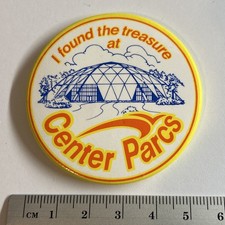 I found the treasure
at
Center Parcs
CM 1 2 3 4 5 6